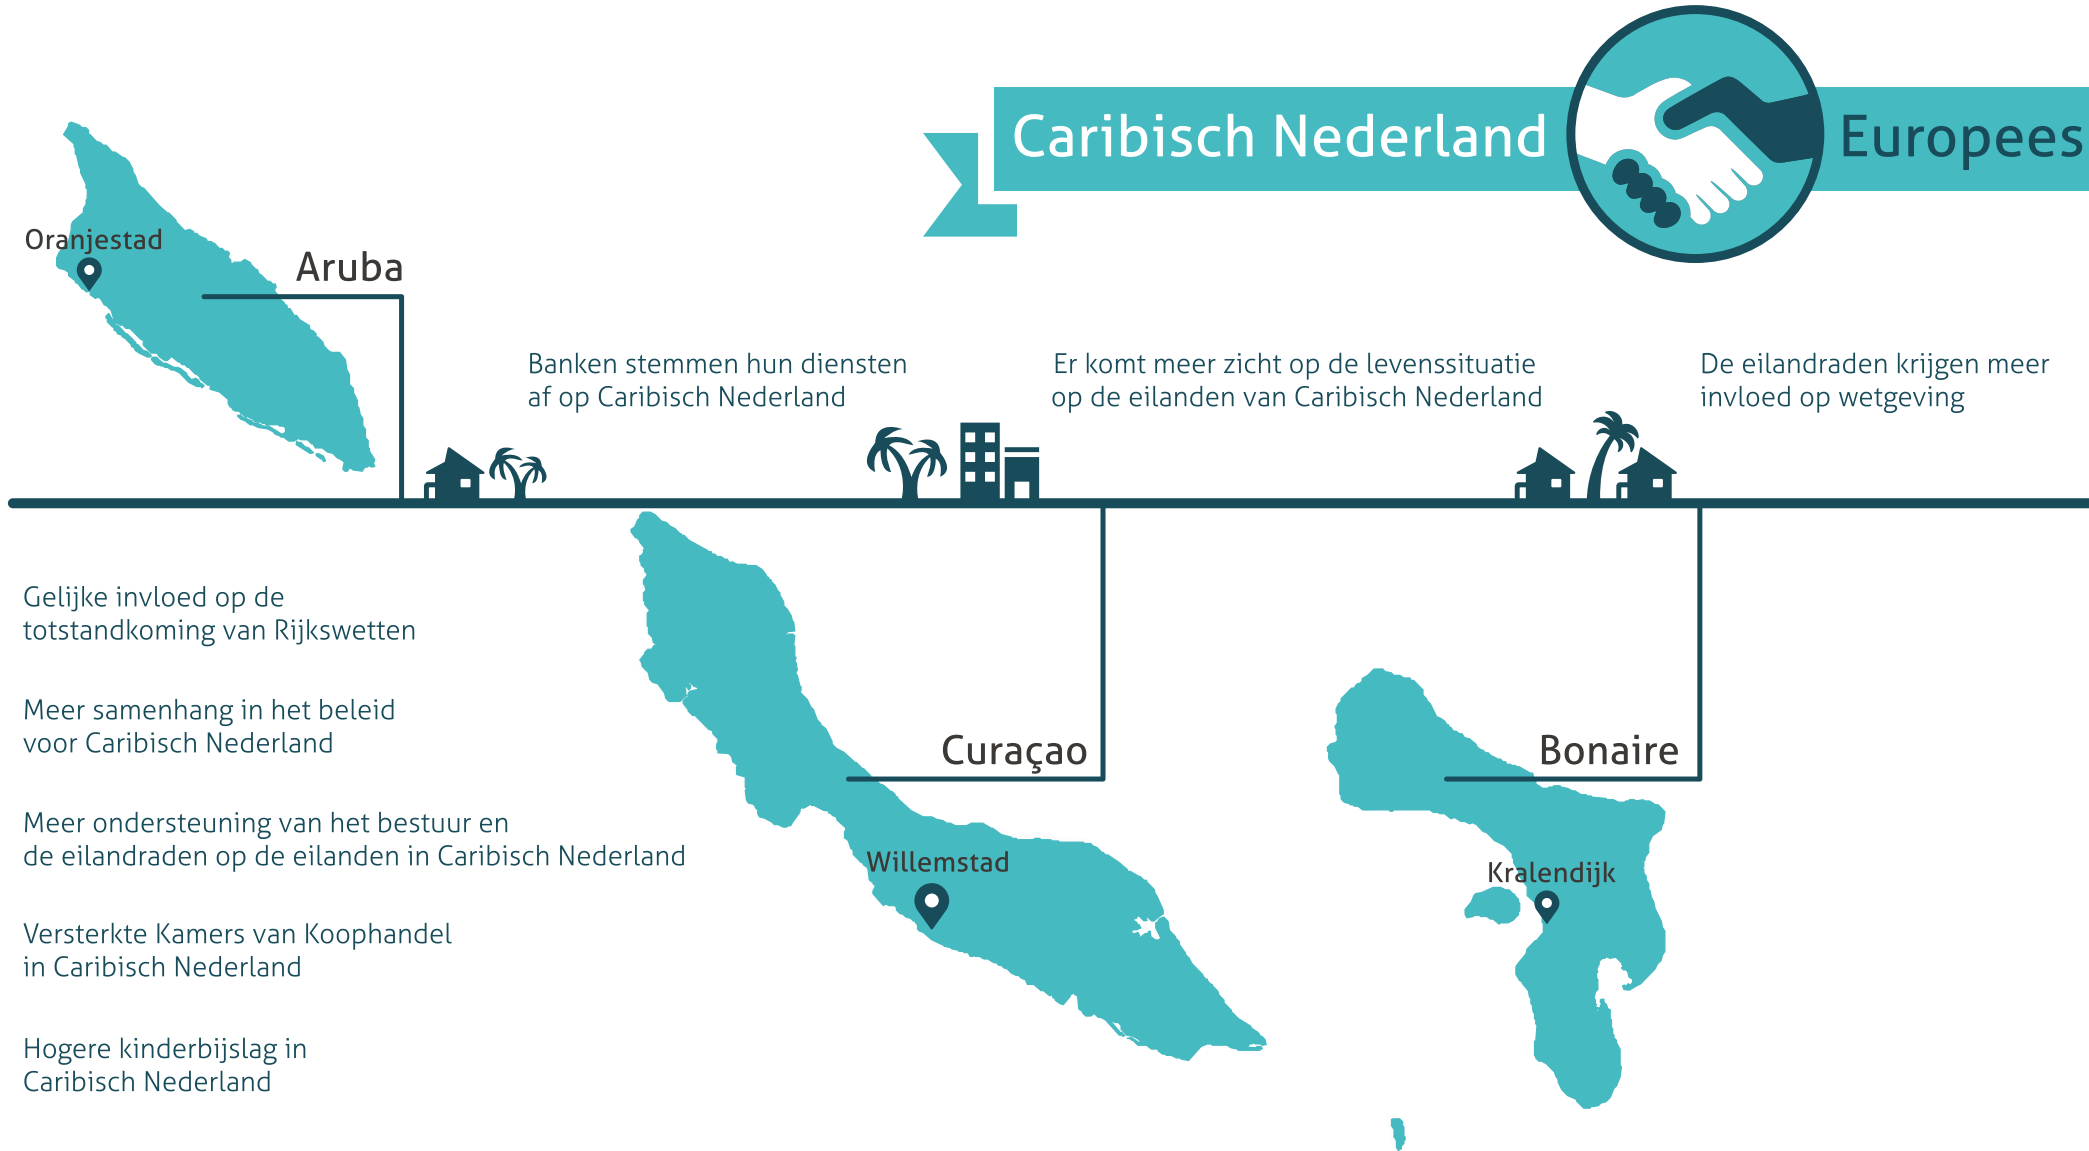 Caribisch Nederland
Europees
Oranjestad
Aruba
Banken stemmen hun diensten
af op Caribisch Nederland
Er komt meer zicht op de levenssituatie
op de eilanden van Caribisch Nederland
De eilandraden krijgen meer
invloed op wetgeving
Gelijke invloed op de
totstandkoming van Rijkswetten
Meer samenhang in het beleid
voor Caribisch Nederland
Meer ondersteuning van het bestuur en
de eilandraden op de eilanden in Caribisch Nederland
Versterkte Kamers van Koophandel
in Caribisch Nederland
Hogere kinderbijslag in
Caribisch Nederland
Curaçao
Willemstad
Bonaire
Kralendijk